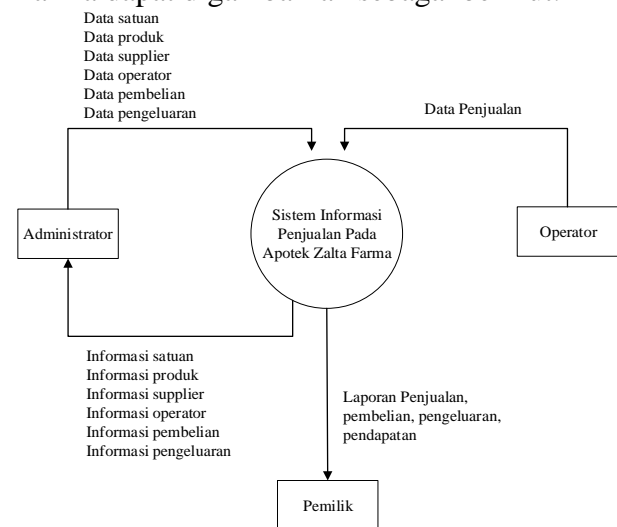 Data satuan
Data produk
Data supplier
Data operator
Data pembelian
Data pengeluaran
Data Penjualan
Administrator
Sistem Informasi
Penjualan Pada
Apotek Zalta Farma
Operator
Informasi satuan
Informasi produk
Informasi supplier
Informasi operator
Informasi pembelian
Informasi pengeluaran
Laporan Penjualan,
pembelian, pengeluaran,
pendapatan
Pemilik